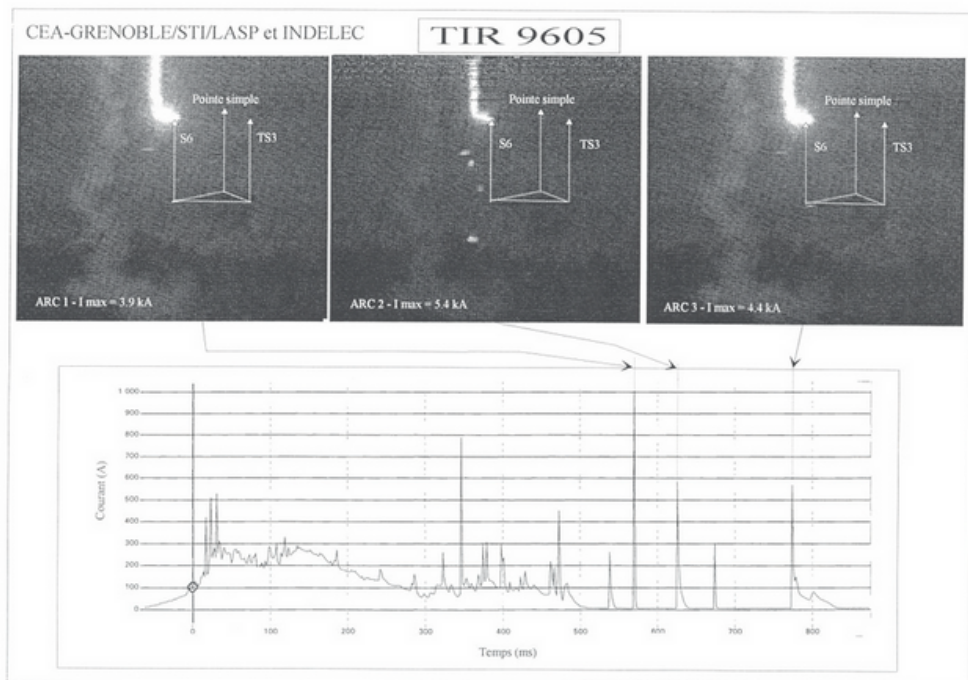 CEA-GRENOBLE/STI/LASP et INDELEC
TIR 9605
Pointe simple
S6
TS3
ARC 1 - I max = 3.9 kA
Pointe simple
S6
TS3
ARC 2 - I max = 5.4 kA
Pointe simple
S6
TS3
ARC 3 - I max = 4.4 kA
Courant (A)
1 000
900
800
700
600
500
400
300
200
100
0
0 100 200 300 400 500 600 700 800
Temps (ms)